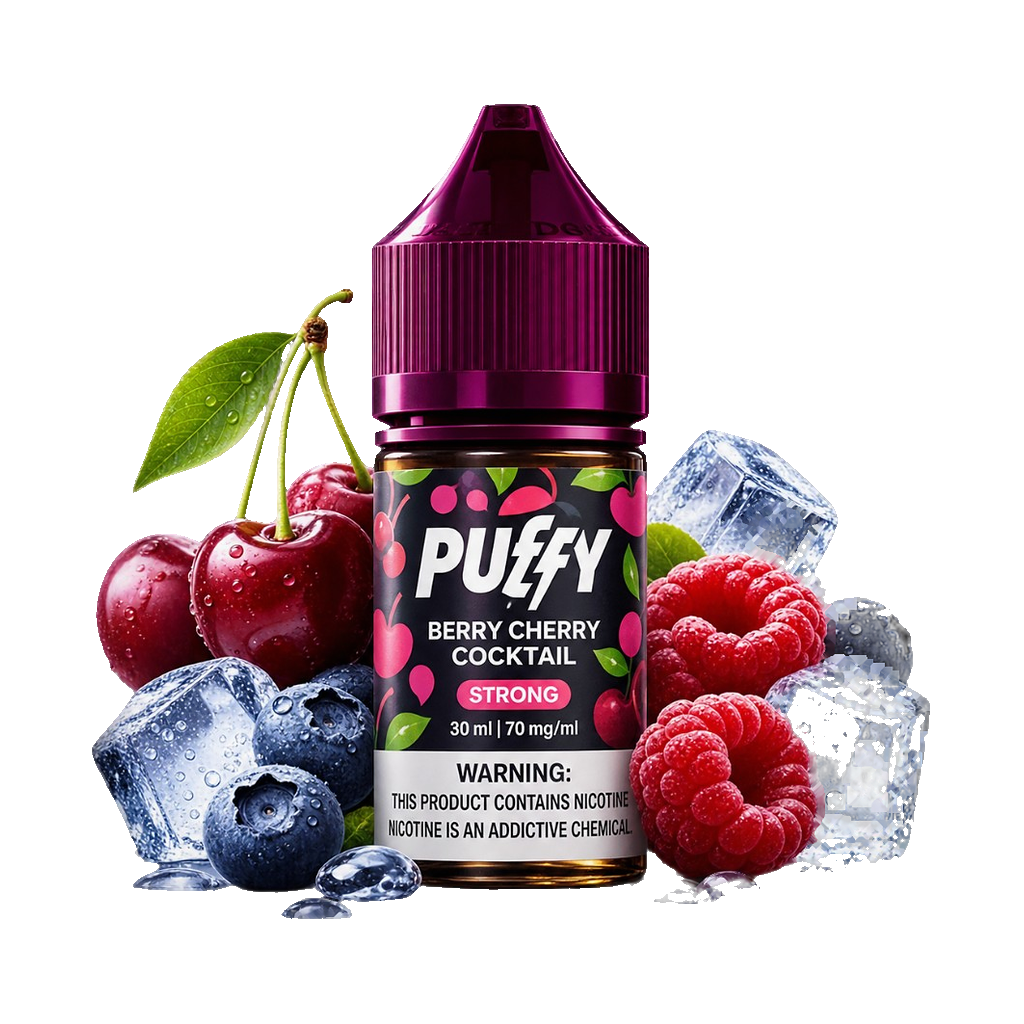 PUFFY
BERRY CHERRY
COCKTAIL
STRONG
30 ml | 70 mg/ml
WARNING:
THIS PRODUCT CONTAINS NICOTINE
NICOTINE IS AN ADDICTIVE CHEMICAL.